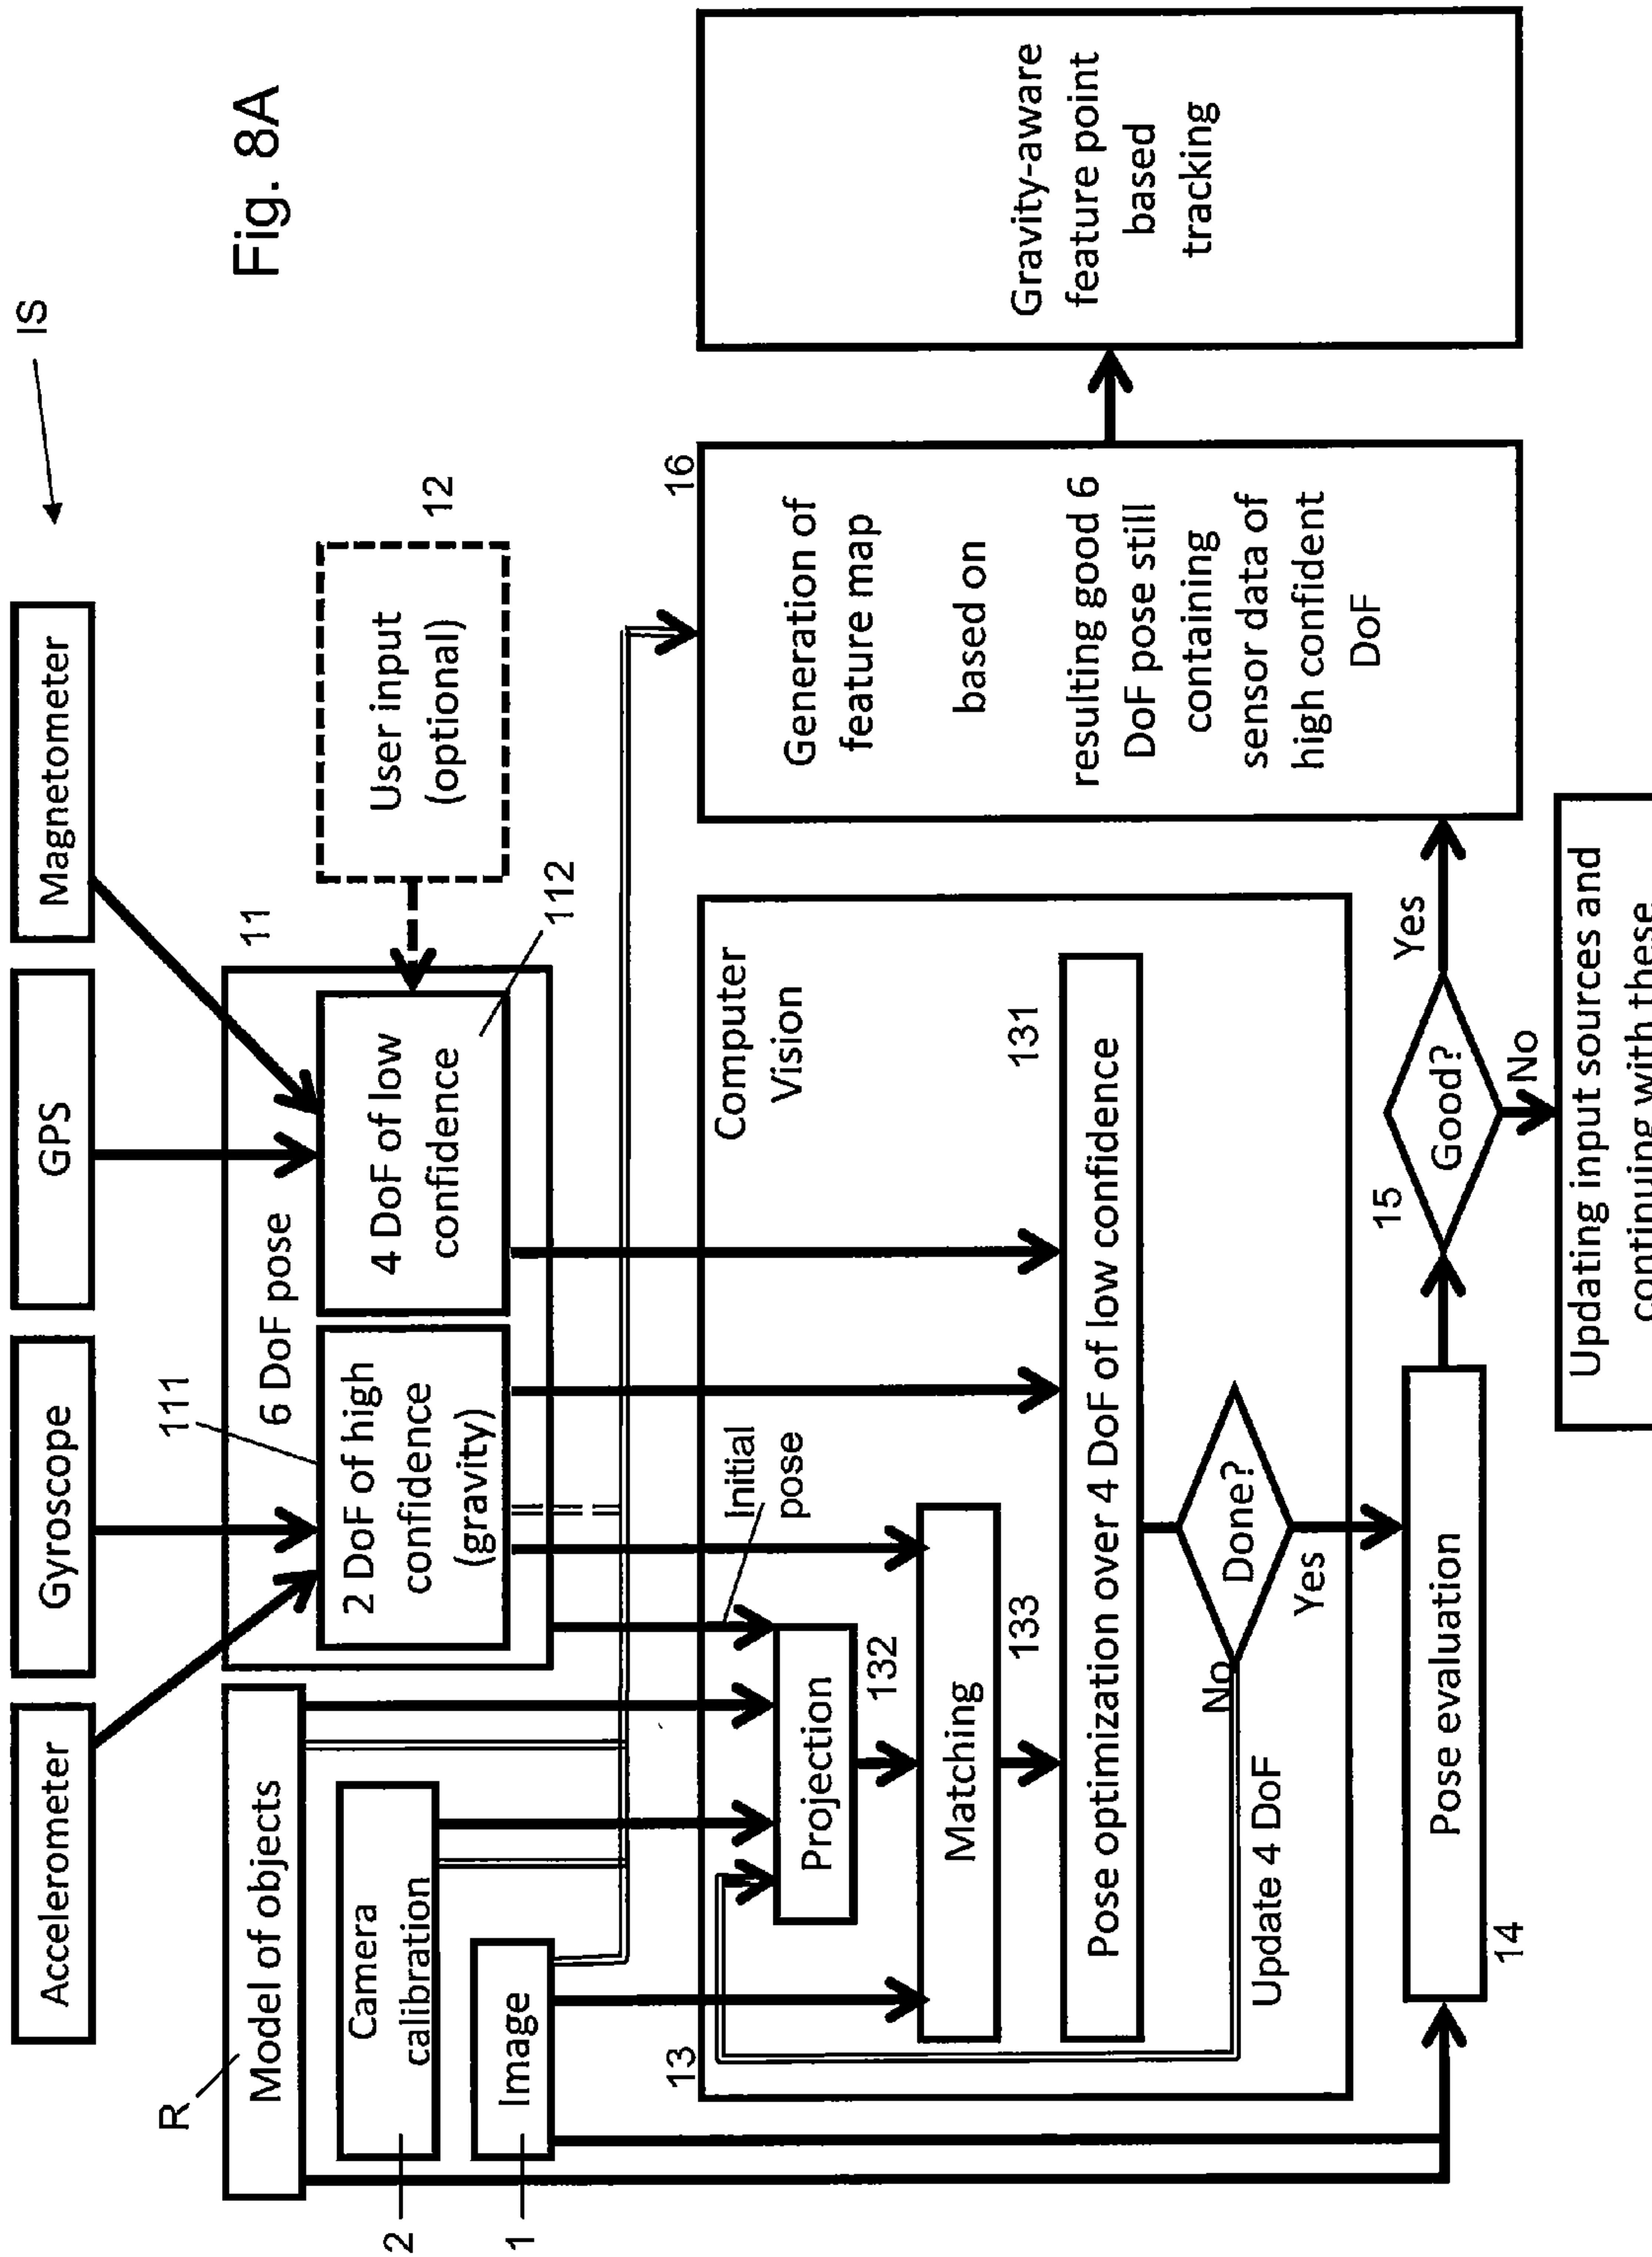 Fig. 8A
IS
Accelerometer
Gyroscope
GPS
Magnetometer
R
Model of objects
111
6 DoF pose
11
2 DoF of high
confidence
(gravity)
4 DoF of low
confidence
112
User input
(optional)
12
2
Camera
calibration
1
Image
13
Initial
pose
Computer
Vision
Projection
132
Matching
133
131
Pose optimization over 4 DoF of low confidence
Done?
No
Update 4 DoF
Yes
14
Pose evaluation
15
Good?
Yes
No
Updating input sources and
continuing with these
16
Generation of
feature map
based on
resulting good 6
DoF pose still
containing
sensor data of
high confident
DoF
Gravity-aware
feature point
based
tracking